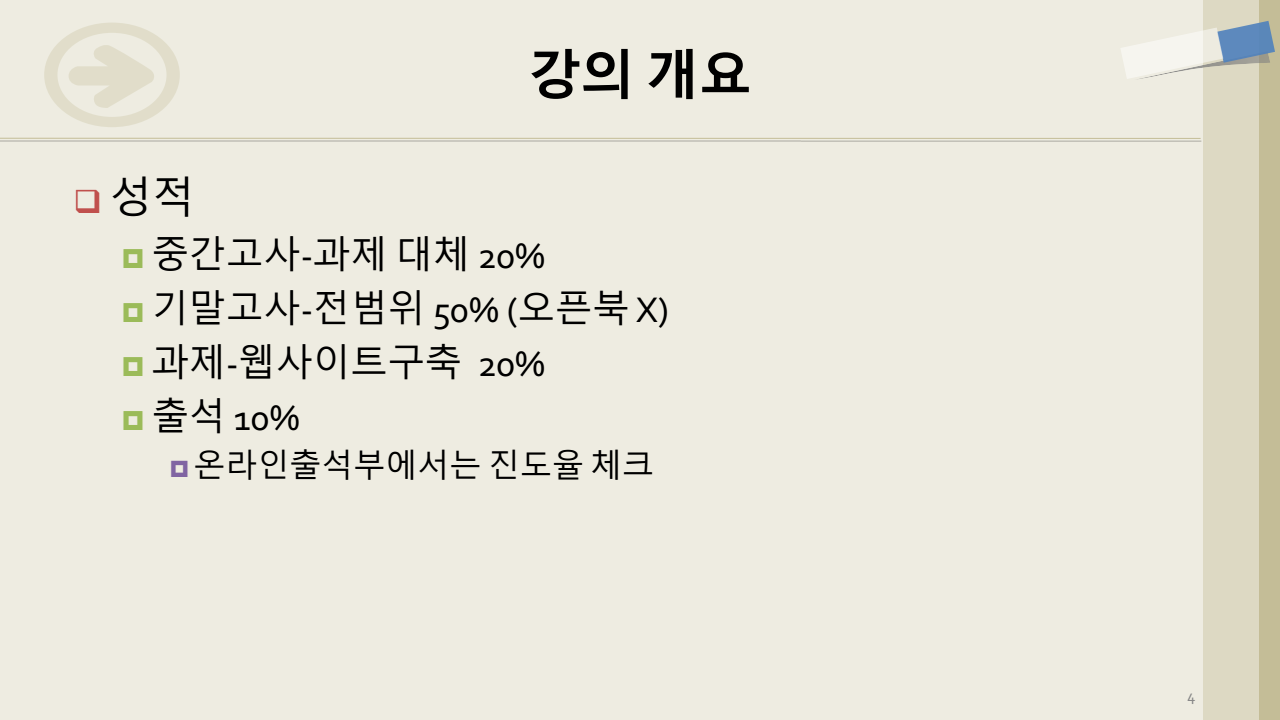 강의 개요
성적
중간고사-과제 대체 20%
기말고사-전범위 50% (오픈북 X)
과제-웹사이트구축  20%
출석 10%
온라인출석부에서는 진도율 체크
4